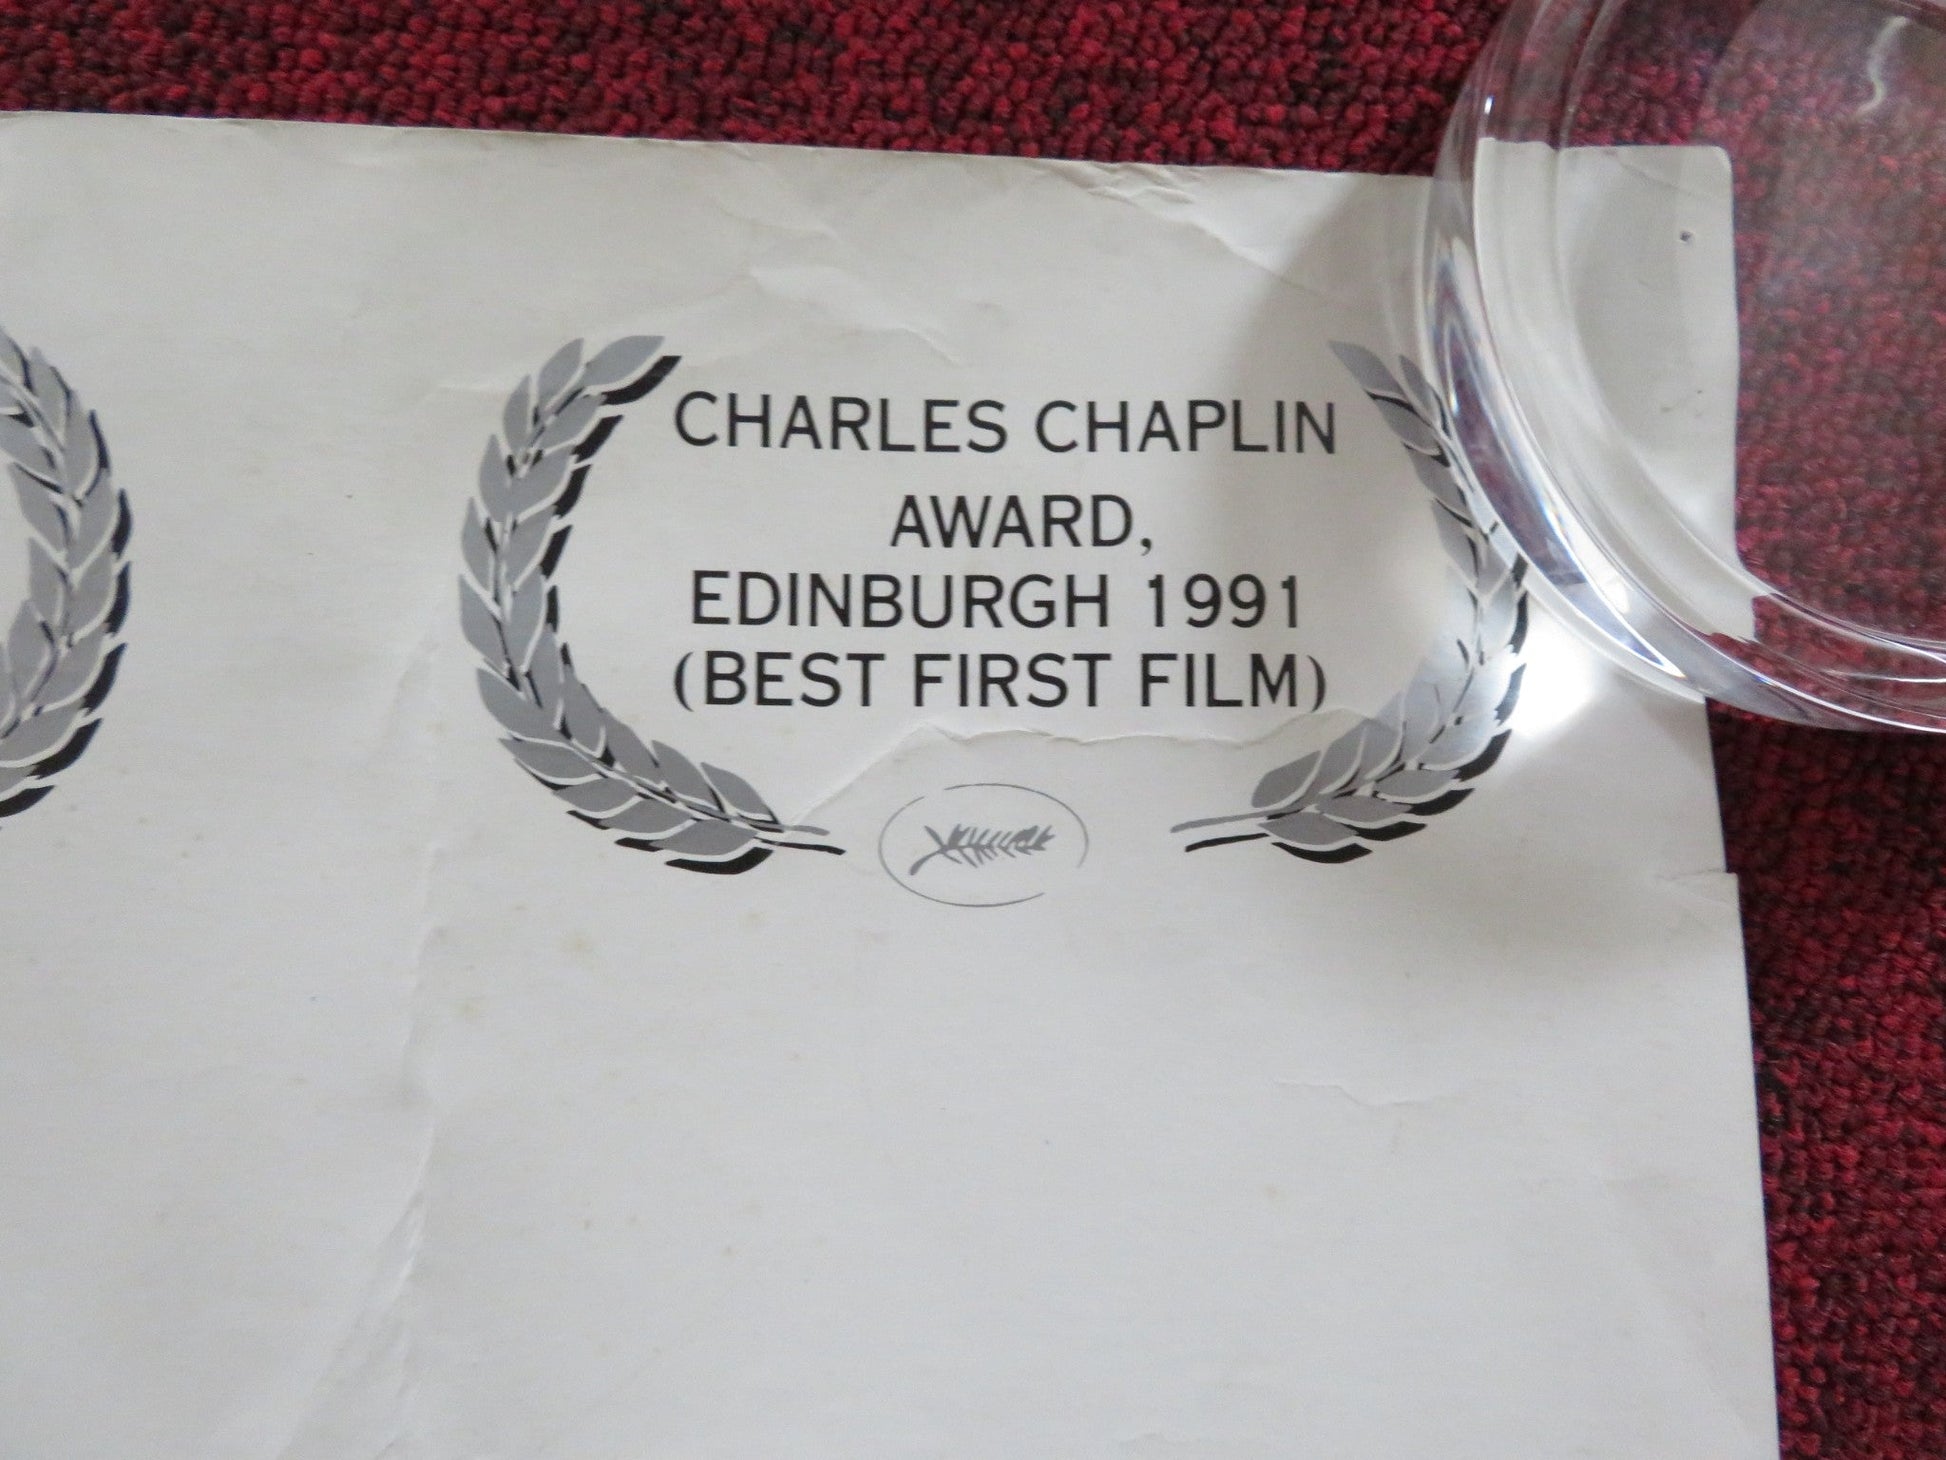 CHARLES CHAPLIN
AWARD,
EDINBURGH 1991
(BEST FIRST FILM)